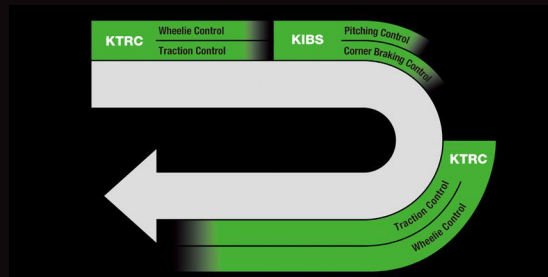 KTRC
Wheelie Control
Traction Control
KIBS
Pitching Control
Corner Braking Control
KTRC
Traction Control
Wheelie Control